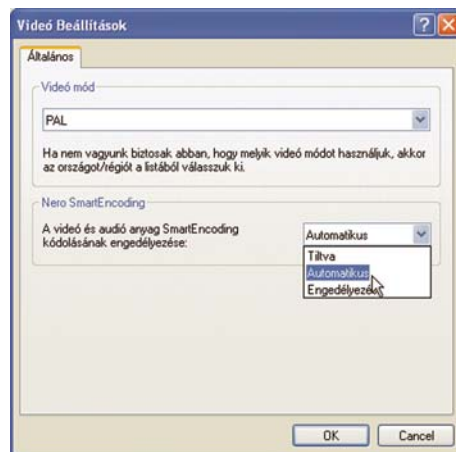 Videó Beállítások
Általános
Videó mód
PAL
Ha nem vagyunk biztosak abban, hogy melyik videó módot használjuk, akkor
az országot/régiót a listából válasszuk ki.
Nero SmartEncoding
A videó és audió anyag SmartEncoding
kódolásának engedélyezése:
Automatikus
Tiltva
Automatikus
Engedélyezés
OK
Cancel